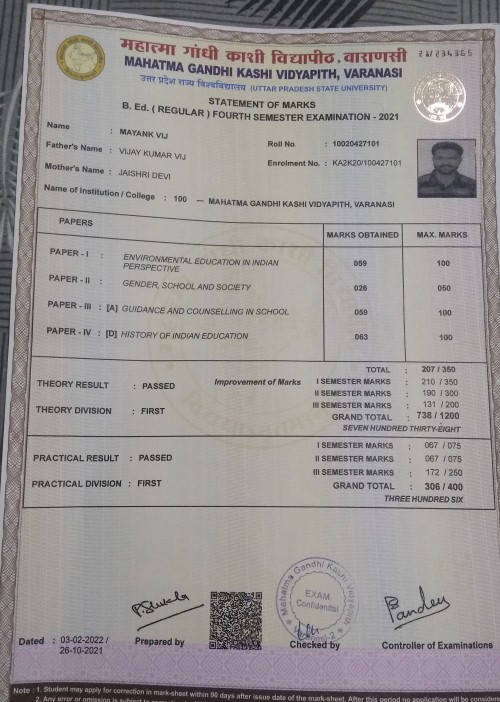 महात्मा गांधी काशी विद्यापीठ, वाराणसी
21/234365
MAHATMA GANDHI KASHI VIDYAPITH, VARANASI
उत्तर प्रदेश राज्य विश्वविद्यालय (UTTAR PRADESH STATE UNIVERSITY)
STATEMENT OF MARKS
B. Ed. ( REGULAR ) FOURTH SEMESTER EXAMINATION - 2021
Name : MAYANK VIJ
Roll No. : 10020427101
Father's Name : VIJAY KUMAR VIJ
Enrolment No. : KA2K20/100427101
Mother's Name : JAISHRI DEVI
Name of Institution / College : 100 — MAHATMA GANDHI KASHI VIDYAPITH, VARANASI
PAPERS MARKS OBTAINED MAX. MARKS
PAPER - I : ENVIRONMENTAL EDUCATION IN INDIAN PERSPECTIVE 059 100
PAPER - II : GENDER, SCHOOL AND SOCIETY 026 050
PAPER - III : [A] GUIDANCE AND COUNSELLING IN SCHOOL 059 100
PAPER - IV : [D] HISTORY OF INDIAN EDUCATION 063 100
TOTAL : 207 / 350
THEORY RESULT : PASSED Improvement of Marks I SEMESTER MARKS : 210 / 350
II SEMESTER MARKS : 190 / 300
THEORY DIVISION : FIRST III SEMESTER MARKS : 131 / 200
GRAND TOTAL : 738 / 1200
SEVEN HUNDRED THIRTY-EIGHT
I SEMESTER MARKS : 067 / 075
PRACTICAL RESULT : PASSED II SEMESTER MARKS : 067 / 075
III SEMESTER MARKS : 172 / 250
PRACTICAL DIVISION : FIRST GRAND TOTAL : 306 / 400
THREE HUNDRED SIX
Mahatma Gandhi Kashi Vidyapith
EXAM.
Confidential
P. Shukla
Pandey
Dated : 03-02-2022 /
26-10-2021
Prepared by
Checked by
Controller of Examinations
Note : 1. Student may apply for correction in mark-sheet within 90 days after issue date of the mark-sheet. After this period no application will be
2. Any error or omission is subject to